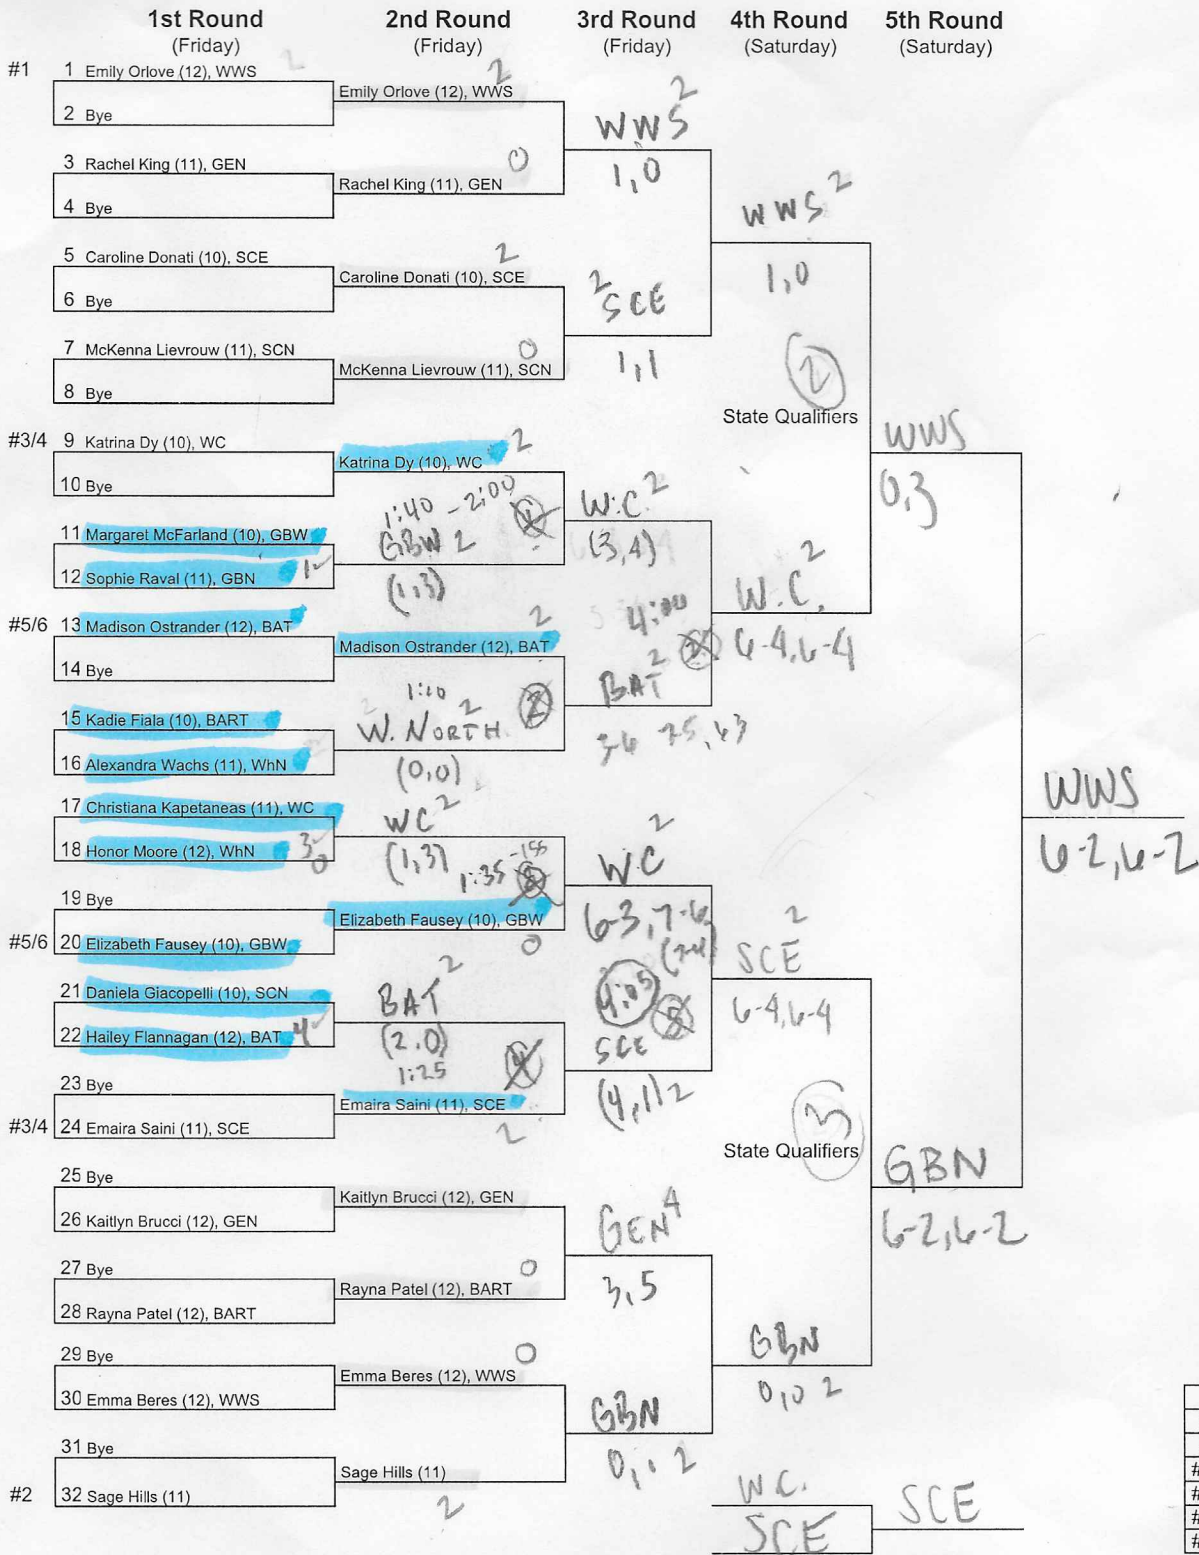 1st Round
(Friday)
2nd Round
(Friday)
3rd Round
(Friday)
4th Round
(Saturday)
5th Round
(Saturday)
#1
1 Emily Orlove (12), WWS
2 Bye
3 Rachel King (11), GEN
4 Bye
5 Caroline Donati (10), SCE
6 Bye
7 McKenna Lievrouw (11), SCN
8 Bye
#3/4
9 Katrina Dy (10), WC
10 Bye
11 Margaret McFarland (10), GBW
12 Sophie Raval (11), GBN
#5/6
13 Madison Ostrander (12), BAT
14 Bye
15 Kadie Fiala (10), BART
16 Alexandra Wachs (11), WhN
17 Christiana Kapetaneas (11), WC
18 Honor Moore (12), WhN
3
0
19 Bye
#5/6
20 Elizabeth Fausey (10), GBW
21 Daniela Giacopelli (10), SCN
22 Hailey Flannagan (12), BAT
4
23 Bye
#3/4
24 Emaira Saini (11), SCE
25 Bye
26 Kaitlyn Brucci (12), GEN
27 Bye
28 Rayna Patel (12), BART
29 Bye
30 Emma Beres (12), WWS
31 Bye
#2
32 Sage Hills (11)
2
Emily Orlove (12), WWS
0
Rachel King (11), GEN
2
Caroline Donati (10), SCE
0
McKenna Lievrouw (11), SCN
2
Katrina Dy (10), WC
1:40 - 2:00
GBW 2
(1,3)
2
Madison Ostrander (12), BAT
1:10
2
W. NORTH
(0,0)
WC 2
(1,3)
1:35
Elizabeth Fausey (10), GBW
0
BAT 2
(2,0)
1:25
Emaira Saini (11), SCE
2
Kaitlyn Brucci (12), GEN
0
Rayna Patel (12), BART
0
Emma Beres (12), WWS
Sage Hills (11)
2
WWS 2
1,0
2
SCE
1,1
W.C. 2
(3,4)
4:00
BAT 2
2
W.C
6-3, 7-6
4:05
SCE
(4,1) 2
GEN 4
3,5
GBN
2
WWS 2
1,0
2
State Qualifiers
W.C. 2
6-4, 6-4
2
SCE
6-4, 6-4
3
State Qualifiers
GBN
0,0 2
W.C.
SCE
WWS
0,3
GBN
6-2, 6-2
SCE
WWS
6-2, 6-2
#
#
#
#